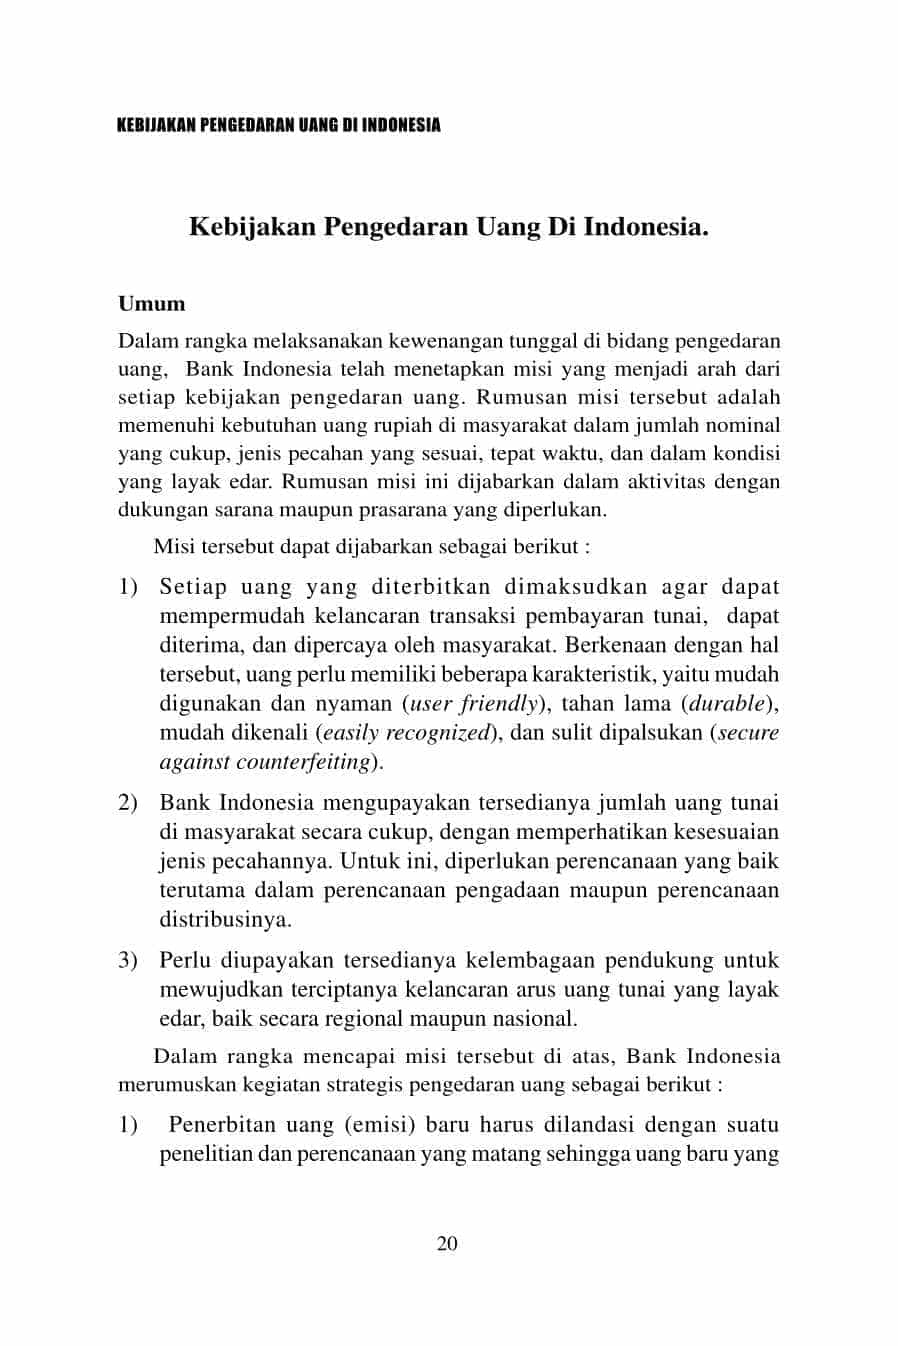 KEBIJAKAN PENGEDARAN UANG DI INDONESIA
Kebijakan Pengedaran Uang Di Indonesia.
Umum
Dalam rangka melaksanakan kewenangan tunggal di bidang pengedaran
uang, Bank Indonesia telah menetapkan misi yang menjadi arah dari
setiap kebijakan pengedaran uang. Rumusan misi tersebut adalah
memenuhi kebutuhan uang rupiah di masyarakat dalam jumlah nominal
yang cukup, jenis pecahan yang sesuai, tepat waktu, dan dalam kondisi
yang layak edar. Rumusan misi ini dijabarkan dalam aktivitas dengan
dukungan sarana maupun prasarana yang diperlukan.
Misi tersebut dapat dijabarkan sebagai berikut :
1) Setiap uang yang diterbitkan dimaksudkan agar dapat
mempermudah kelancaran transaksi pembayaran tunai, dapat
diterima, dan dipercaya oleh masyarakat. Berkenaan dengan hal
tersebut, uang perlu memiliki beberapa karakteristik, yaitu mudah
digunakan dan nyaman (user friendly), tahan lama (durable),
mudah dikenali (easily recognized), dan sulit dipalsukan (secure
against counterfeiting).
2) Bank Indonesia mengupayakan tersedianya jumlah uang tunai
di masyarakat secara cukup, dengan memperhatikan kesesuaian
jenis pecahannya. Untuk ini, diperlukan perencanaan yang baik
terutama dalam perencanaan pengadaan maupun perencanaan
distribusinya.
3) Perlu diupayakan tersedianya kelembagaan pendukung untuk
mewujudkan terciptanya kelancaran arus uang tunai yang layak
edar, baik secara regional maupun nasional.
Dalam rangka mencapai misi tersebut di atas, Bank Indonesia
merumuskan kegiatan strategis pengedaran uang sebagai berikut :
1) Penerbitan uang (emisi) baru harus dilandasi dengan suatu
penelitian dan perencanaan yang matang sehingga uang baru yang
20